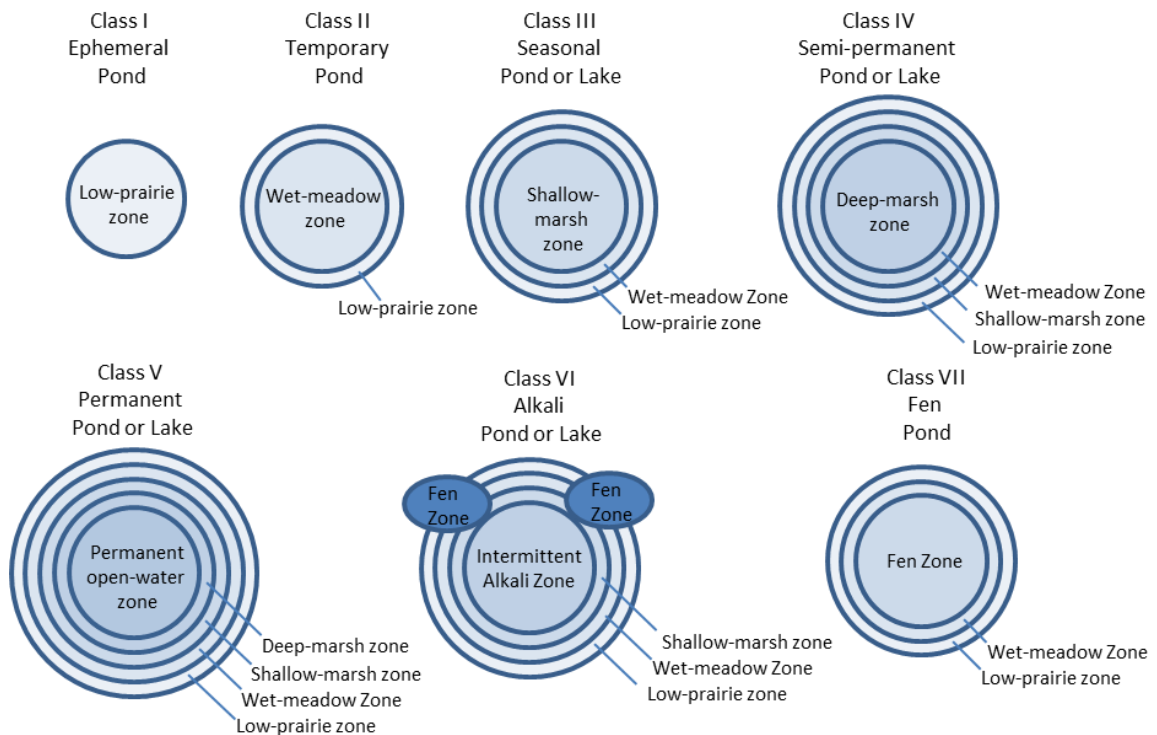 Class I
Ephemeral
Pond
Low-prairie
zone
Class II
Temporary
Pond
Wet-meadow
zone
Low-prairie zone
Class III
Seasonal
Pond or Lake
Shallow-
marsh
zone
Wet-meadow Zone
Low-prairie zone
Class IV
Semi-permanent
Pond or Lake
Deep-marsh
zone
Wet-meadow Zone
Shallow-marsh zone
Low-prairie zone
Class V
Permanent
Pond or Lake
Permanent
open-water
zone
Deep-marsh zone
Shallow-marsh zone
Wet-meadow Zone
Low-prairie zone
Class VI
Alkali
Pond or Lake
Fen
Zone
Fen
Zone
Intermittent
Alkali Zone
Shallow-marsh zone
Wet-meadow Zone
Low-prairie zone
Class VII
Fen
Pond
Fen Zone
Wet-meadow Zone
Low-prairie zone